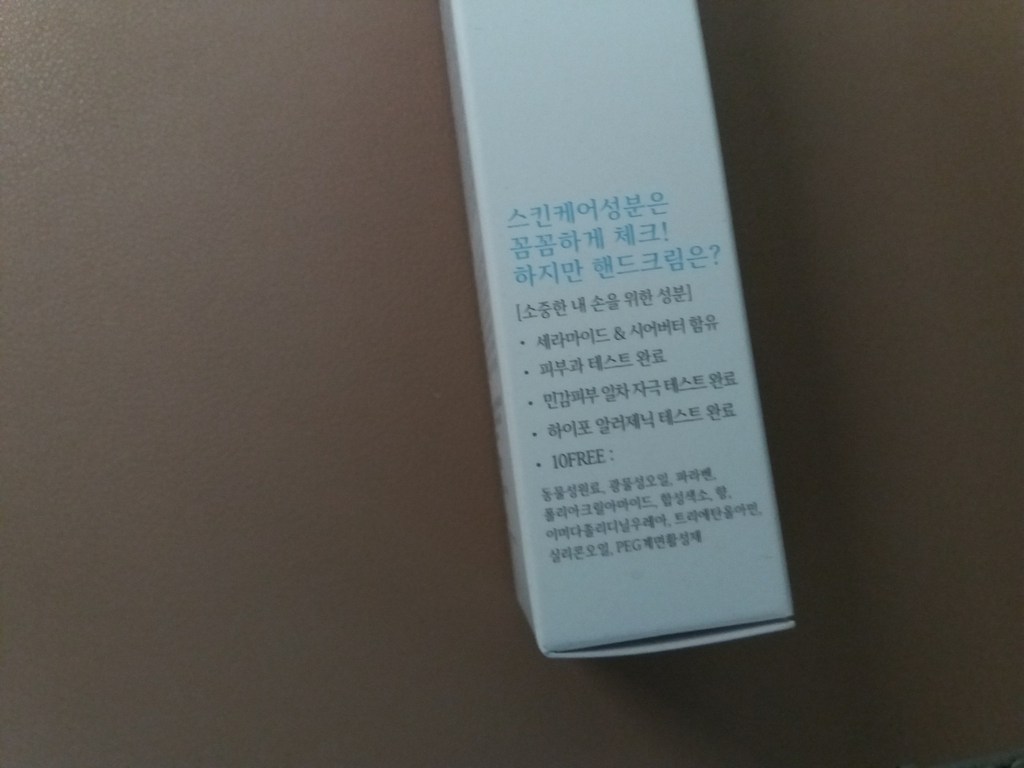 스킨케어성분은
꼼꼼하게 체크!
하지만 핸드크림은?
[소중한 내 손을 위한 성분]
• 세라마이드 & 시어버터 함유
• 피부과 테스트 완료
• 민감피부 일차 자극 테스트 완료
• 하이포 알러제닉 테스트 완료
• 10FREE :
동물성원료, 광물성오일, 파라벤,
폴리아크릴아마이드, 합성색소, 향,
이미다졸리디닐우레아, 트리에탄올아민,
실리콘오일, PEG계면활성제